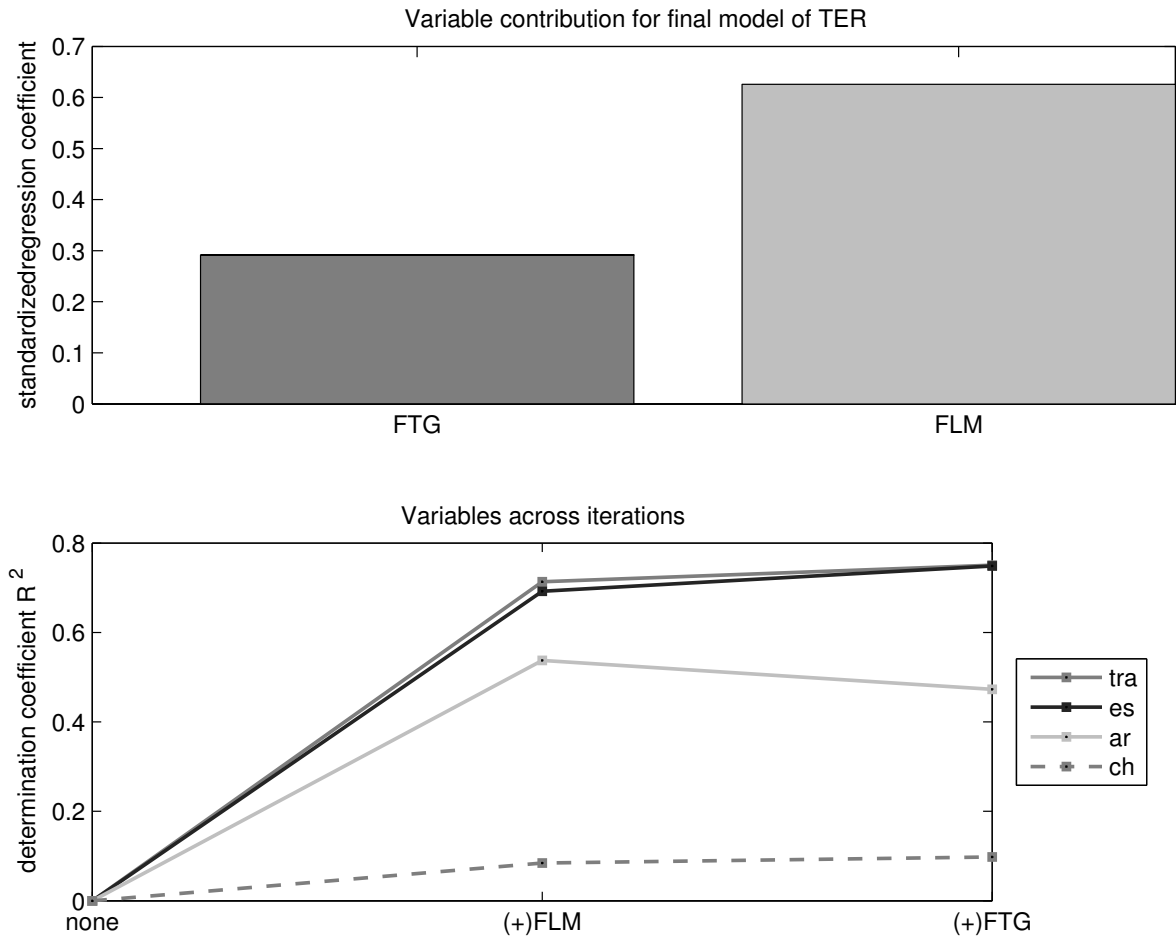 Variable contribution for final model of TER
standardizedregression coefficient
0.7
0.6
0.5
0.4
0.3
0.2
0.1
0
FTG FLM
Variables across iterations
determination coefficient R 2
0.8
0.6
0.4
0.2
0
none (+)FLM (+)FTG
tra
es
ar
ch